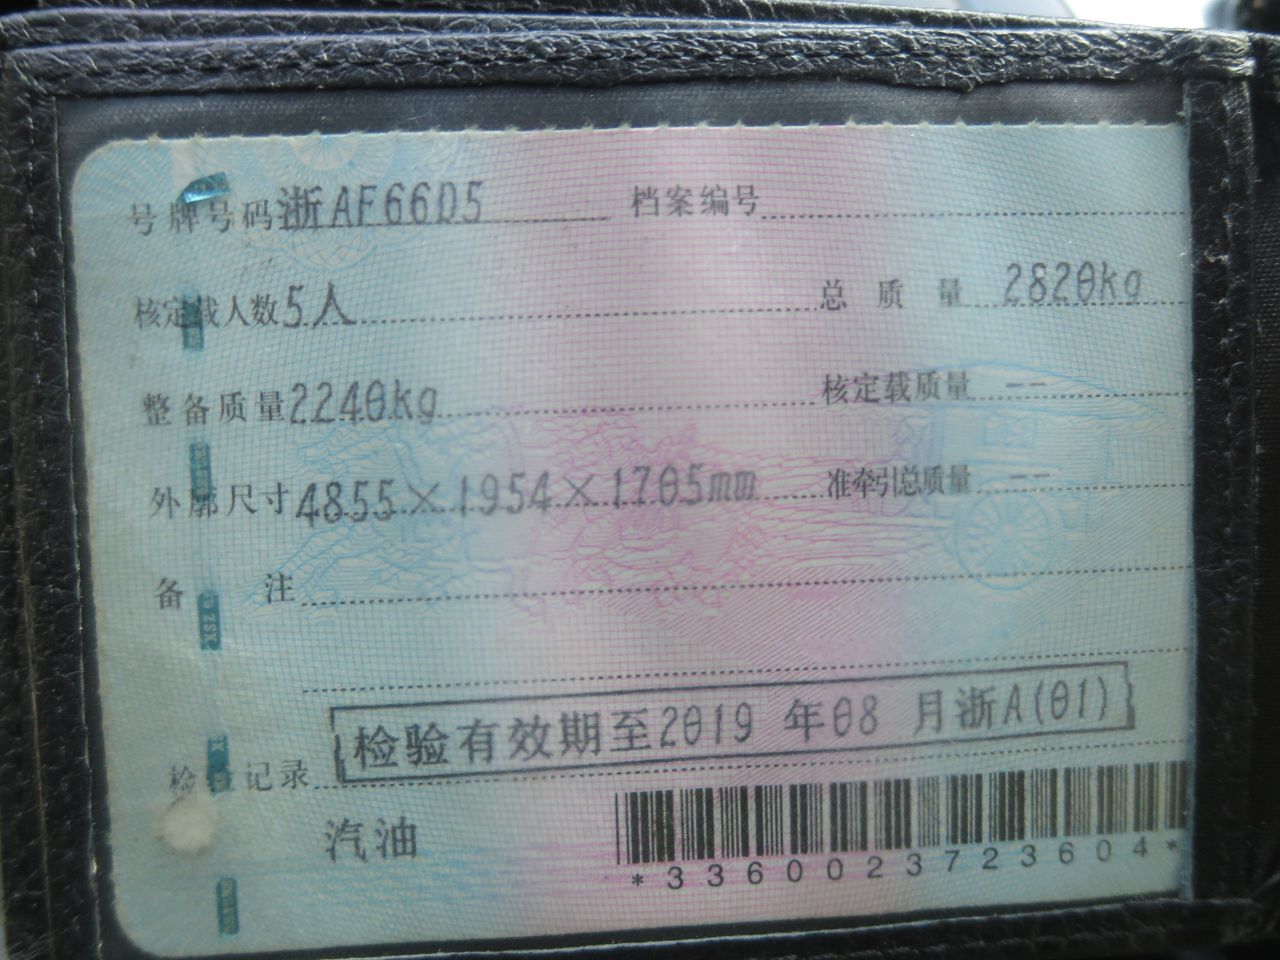 号牌号码浙AF66D5 档案编号
核定载人数5人 总质量 2820kg
整备质量2240kg 核定载质量 --
外廓尺寸4855×1954×1705mm 准牵引总质量 --
备注
检验有效期至2019 年08 月浙A(01)
检验记录
汽油
*3360023723604*